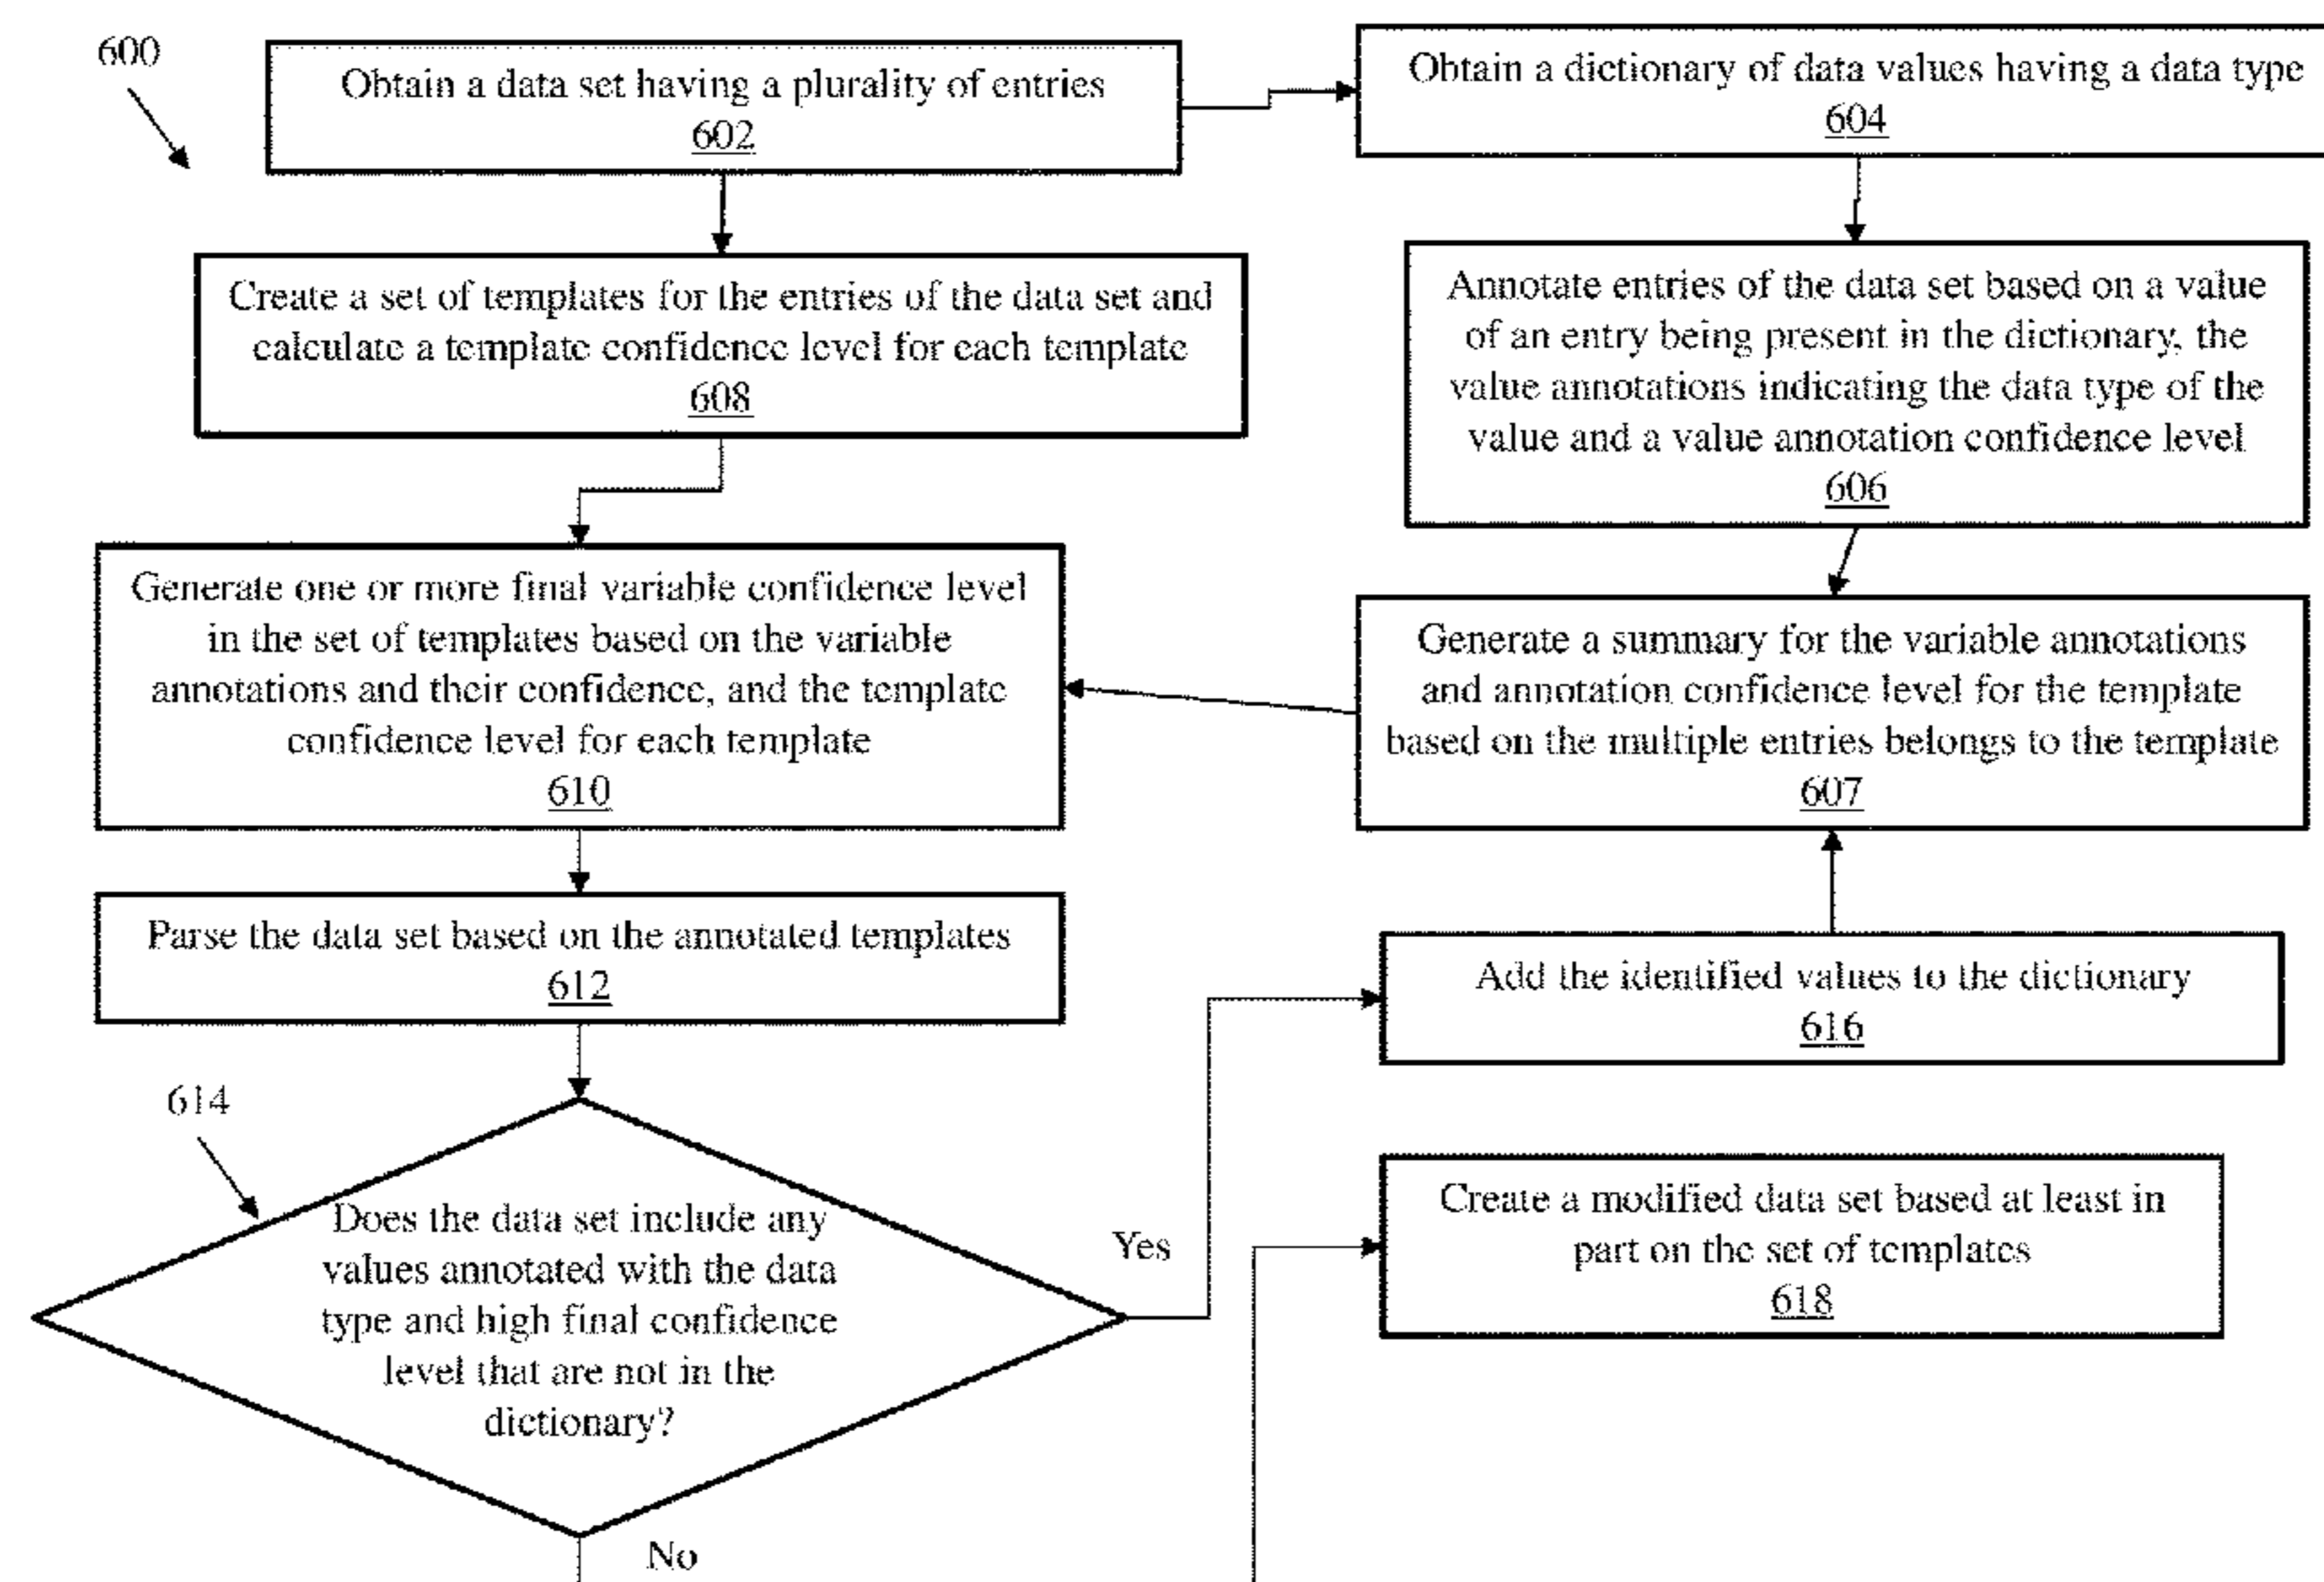 600
Obtain a data set having a plurality of entries
602
Obtain a dictionary of data values having a data type
604
Create a set of templates for the entries of the data set and
calculate a template confidence level for each template
608
Annotate entries of the data set based on a value
of an entry being present in the dictionary, the
value annotations indicating the data type of the
value and a value annotation confidence level
606
Generate one or more final variable confidence level
in the set of templates based on the variable
annotations and their confidence, and the template
confidence level for each template
610
Generate a summary for the variable annotations
and annotation confidence level for the template
based on the multiple entries belongs to the template
607
Parse the data set based on the annotated templates
612
Add the identified values to the dictionary
616
614
Does the data set include any
values annotated with the data
type and high final confidence
level that are not in the
dictionary?
Yes
Create a modified data set based at least in
part on the set of templates
618
No